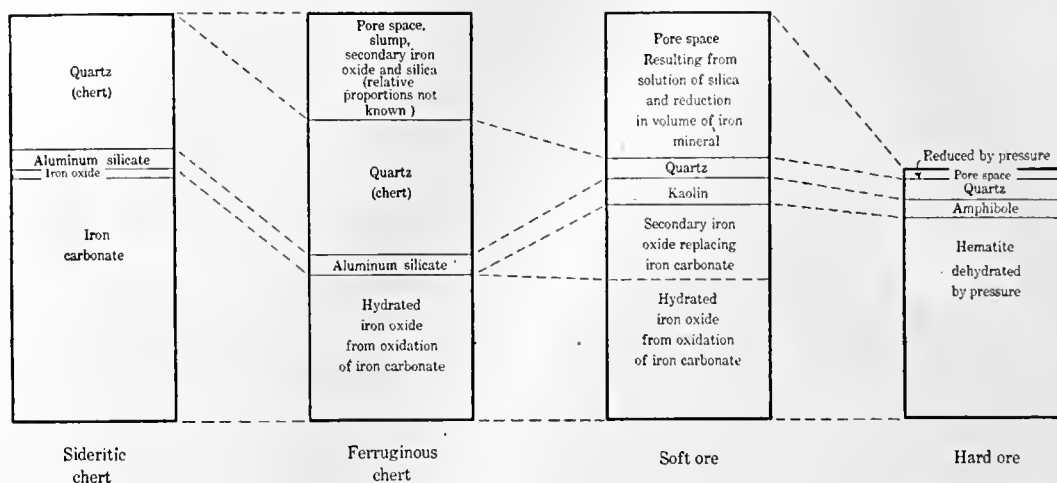 Quartz
(chert)
Aluminum silicate
Iron oxide
Iron
carbonate
Sideritic
chert
Pore space,
slump,
secondary iron
oxide and silica
(relative
proportions not
known )
Quartz
(chert)
Aluminum silicate
Hydrated
iron oxide
from oxidation
of iron carbonate
Ferruginous
chert
Pore space
Resulting from
solution of silica
and reduction
in volume of iron
mineral
Quartz
Kaolin
Secondary iron
oxide replacing
iron carbonate
Hydrated
iron oxide
from oxidation
of iron carbonate
Soft ore
Reduced by pressure
Pore space
Quartz
Amphibole
Hematite
dehydrated
by pressure
Hard ore